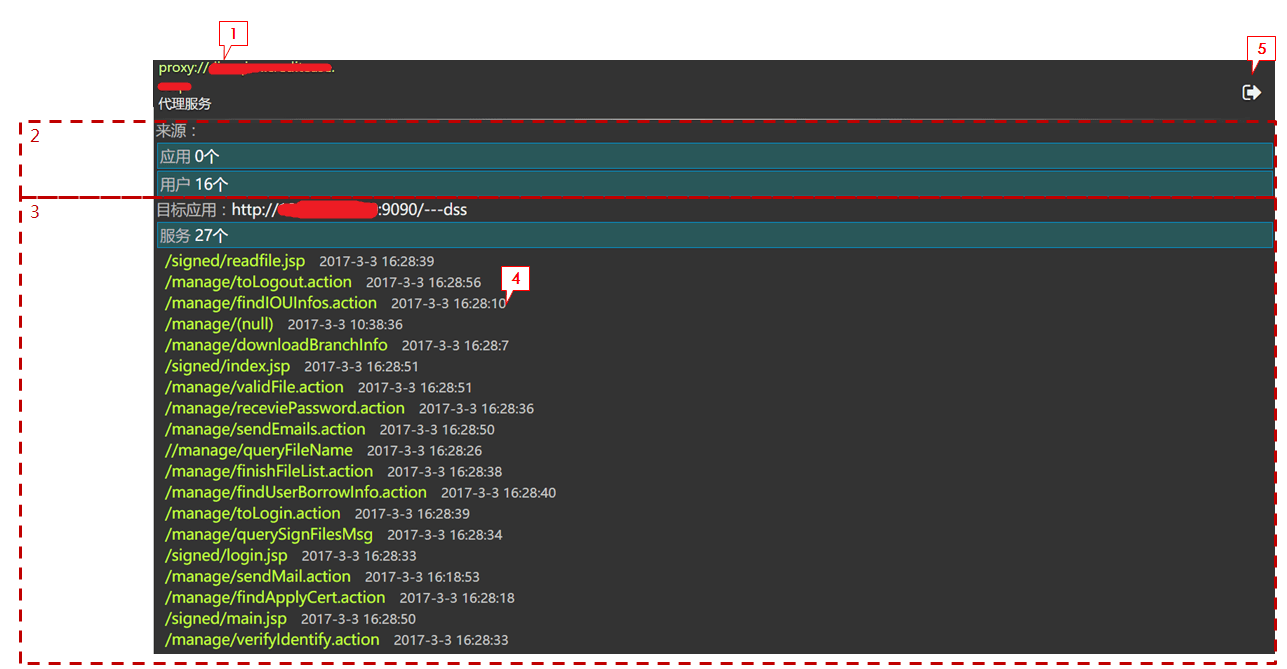 1
5
proxy://
代理服务
2
来源：
应用 0个
用户 16个
3
目标应用：http://:9090/---dss
服务 27个
/signed/readfile.jsp 2017-3-3 16:28:39
/manage/toLogout.action 2017-3-3 16:28:56
4
/manage/findIOUInfos.action 2017-3-3 16:28:10
/manage/(null) 2017-3-3 10:38:36
/manage/downloadBranchInfo 2017-3-3 16:28:7
/signed/index.jsp 2017-3-3 16:28:51
/manage/validFile.action 2017-3-3 16:28:51
/manage/receviePassword.action 2017-3-3 16:28:36
/manage/sendEmails.action 2017-3-3 16:28:50
//manage/queryFileName 2017-3-3 16:28:26
/manage/finishFileList.action 2017-3-3 16:28:38
/manage/findUserBorrowInfo.action 2017-3-3 16:28:40
/manage/toLogin.action 2017-3-3 16:28:39
/manage/querySignFilesMsg 2017-3-3 16:28:34
/signed/login.jsp 2017-3-3 16:28:33
/manage/sendMail.action 2017-3-3 16:18:53
/manage/findApplyCert.action 2017-3-3 16:28:18
/signed/main.jsp 2017-3-3 16:28:50
/manage/verifyIdentify.action 2017-3-3 16:28:33